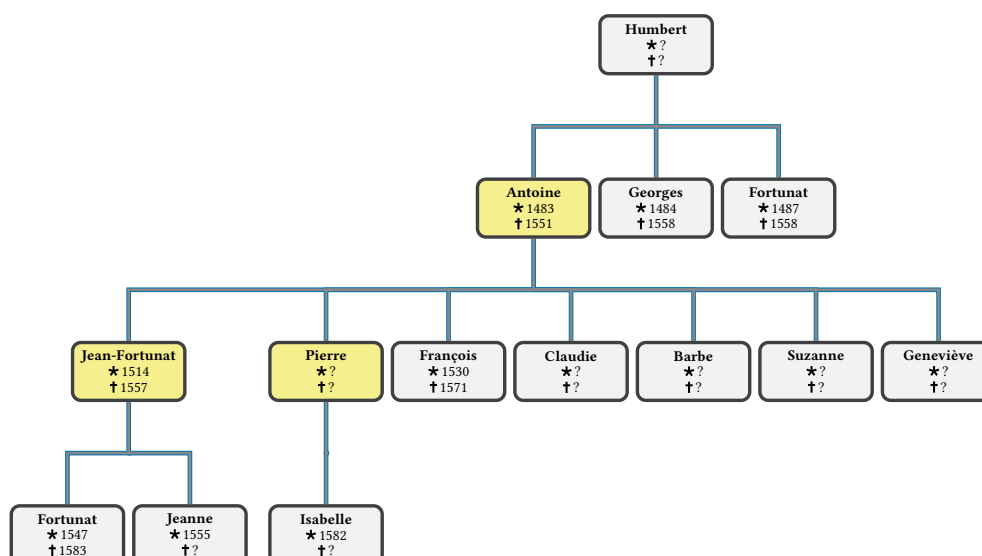 Humbert
* ?
† ?
Antoine
* 1483
† 1551
Georges
* 1484
† 1558
Fortunat
* 1487
† 1558
Jean-Fortunat
* 1514
† 1557
Pierre
* ?
† ?
François
* 1530
† 1571
Claudie
* ?
† ?
Barbe
* ?
† ?
Suzanne
* ?
† ?
Geneviève
* ?
† ?
Fortunat
* 1547
† 1583
Jeanne
* 1555
† ?
Isabelle
* 1582
† ?